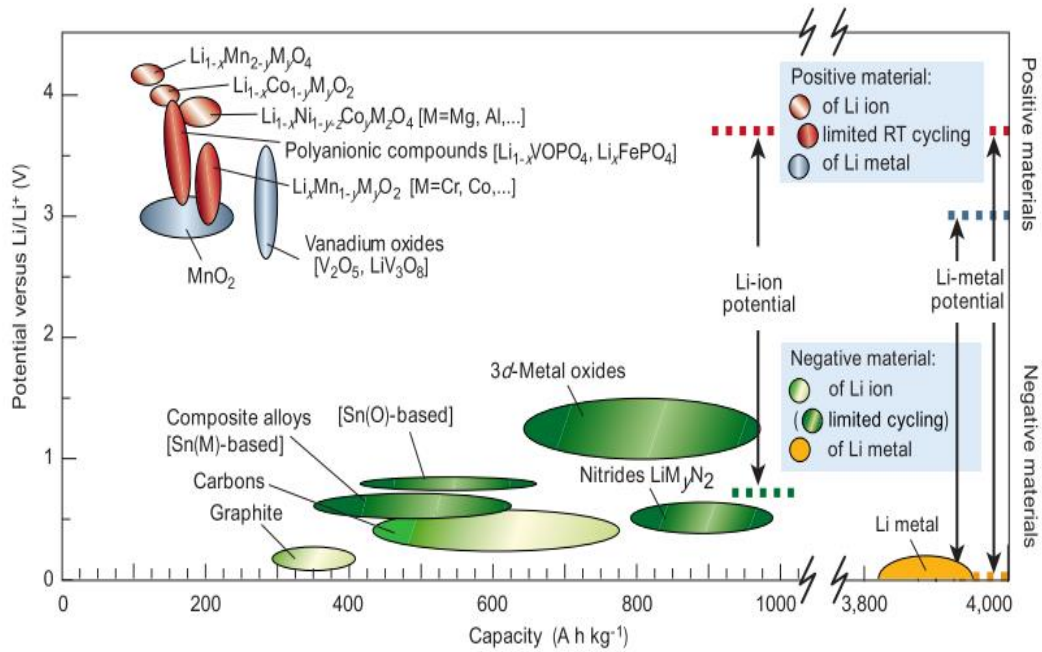 Li1-xMn2-yMyO4
Li1-xCo1-yMyO2
Li1-xNi1-y-zCoyMzO4 [M=Mg, Al,...]
Polyanionic compounds [Li1-xVOPO4, LixFePO4]
LixMn1-yMyO2 [M=Cr, Co,...]
MnO2
Vanadium oxides
[V2O5, LiV3O8]
Positive material:
of Li ion
limited RT cycling
of Li metal
Positive materials
Li-ion
potential
Li-metal
potential
Negative material:
of Li ion
( limited cycling)
of Li metal
Negative materials
3d-Metal oxides
[Sn(O)-based]
Composite alloys
[Sn(M)-based]
Carbons
Graphite
Nitrides LiMyN2
Li metal
Potential versus Li/Li+ (V)
4
3
2
1
0
0
200
400
600
800
1000
3,800
4,000
Capacity (A h kg-1)